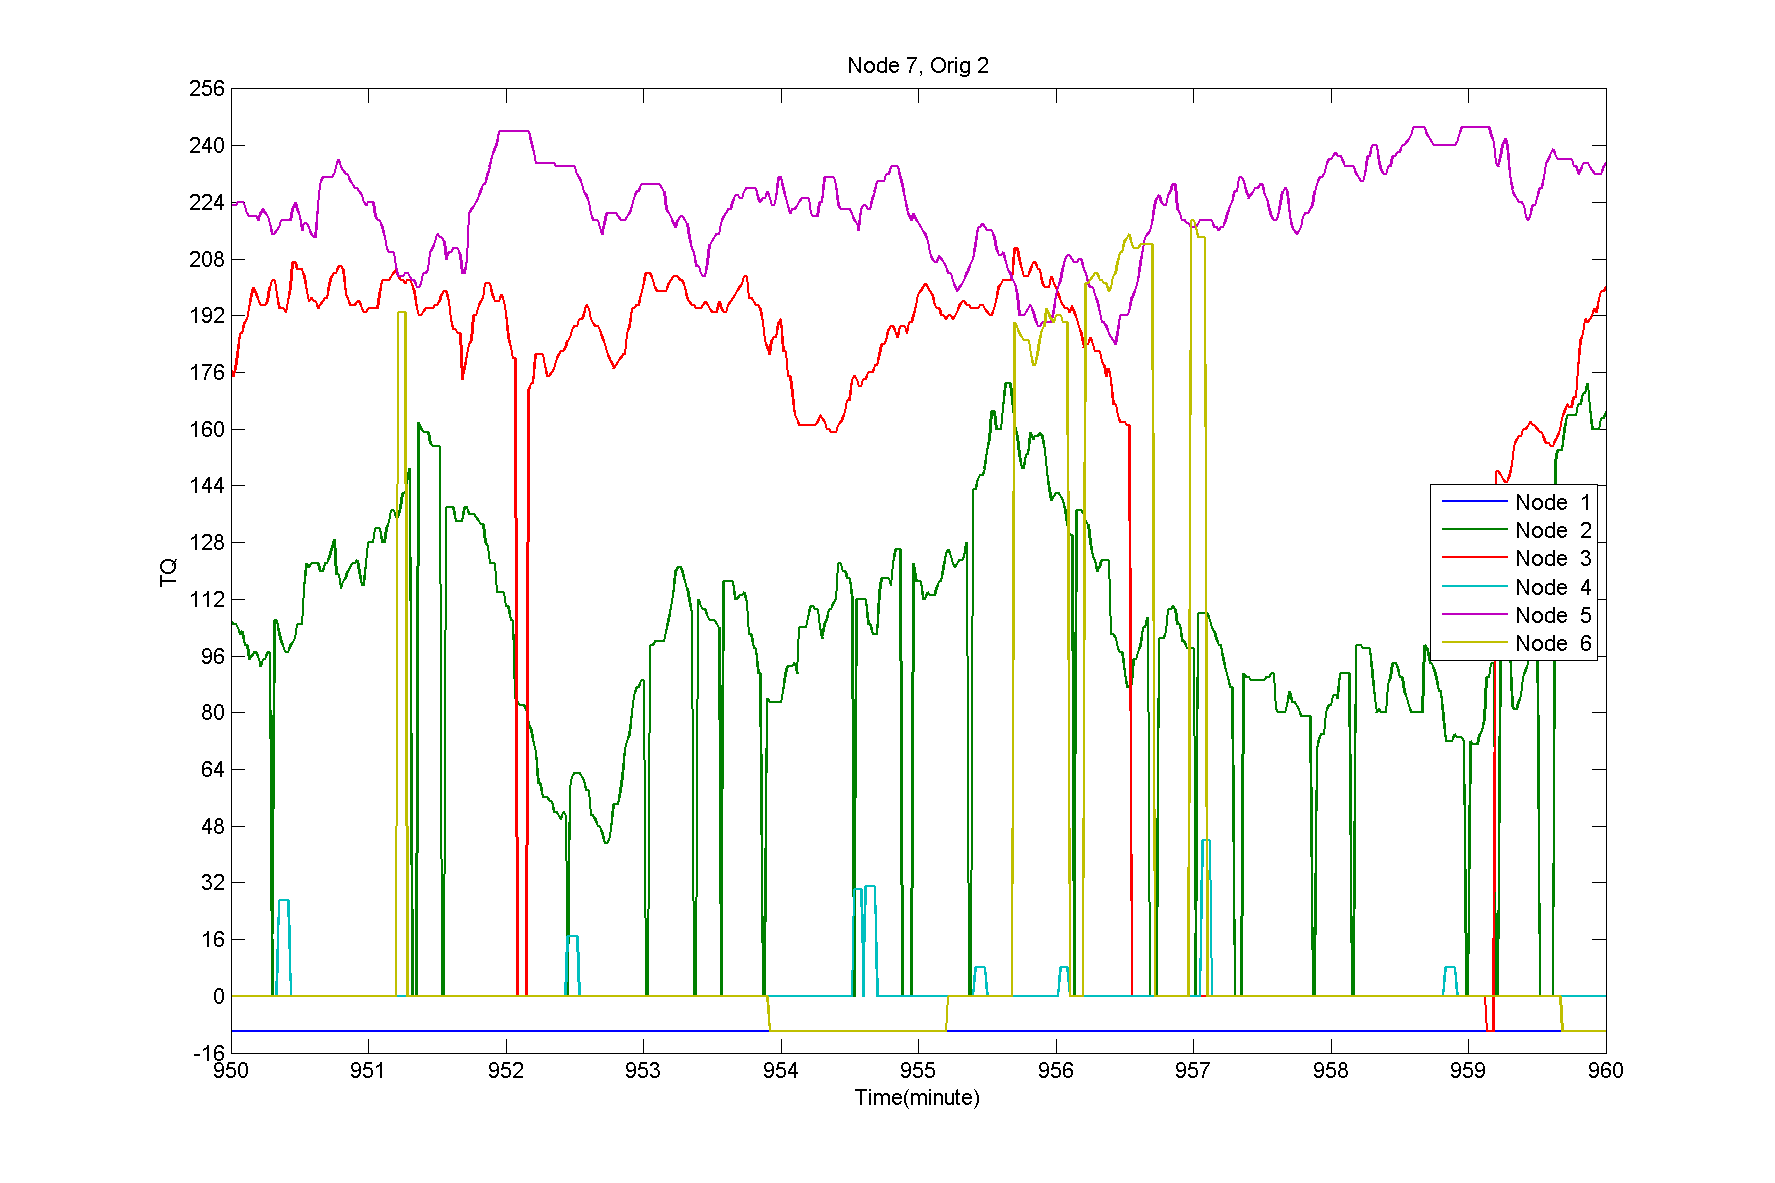 Node 7, Orig 2
256
240
224
208
192
176
160
144
128
112
96
80
64
48
32
16
0
-16
TQ
Node 1
Node 2
Node 3
Node 4
Node 5
Node 6
950 951 952 953 954 955 956 957 958 959 960
Time(minute)